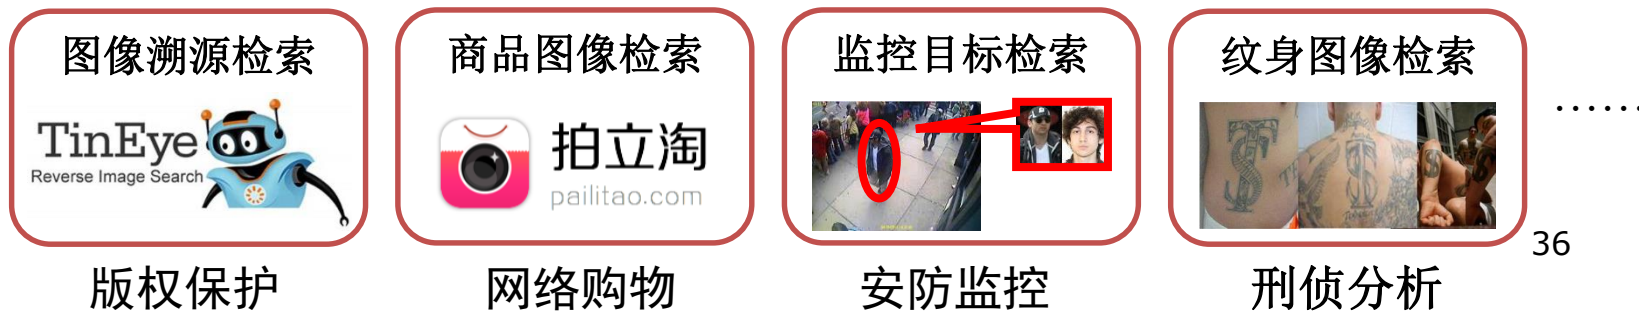 图像溯源检索
TinEye
Reverse Image Search
版权保护
商品图像检索
拍立淘
pailitao.com
网络购物
监控目标检索
安防监控
纹身图像检索
刑侦分析
……
36